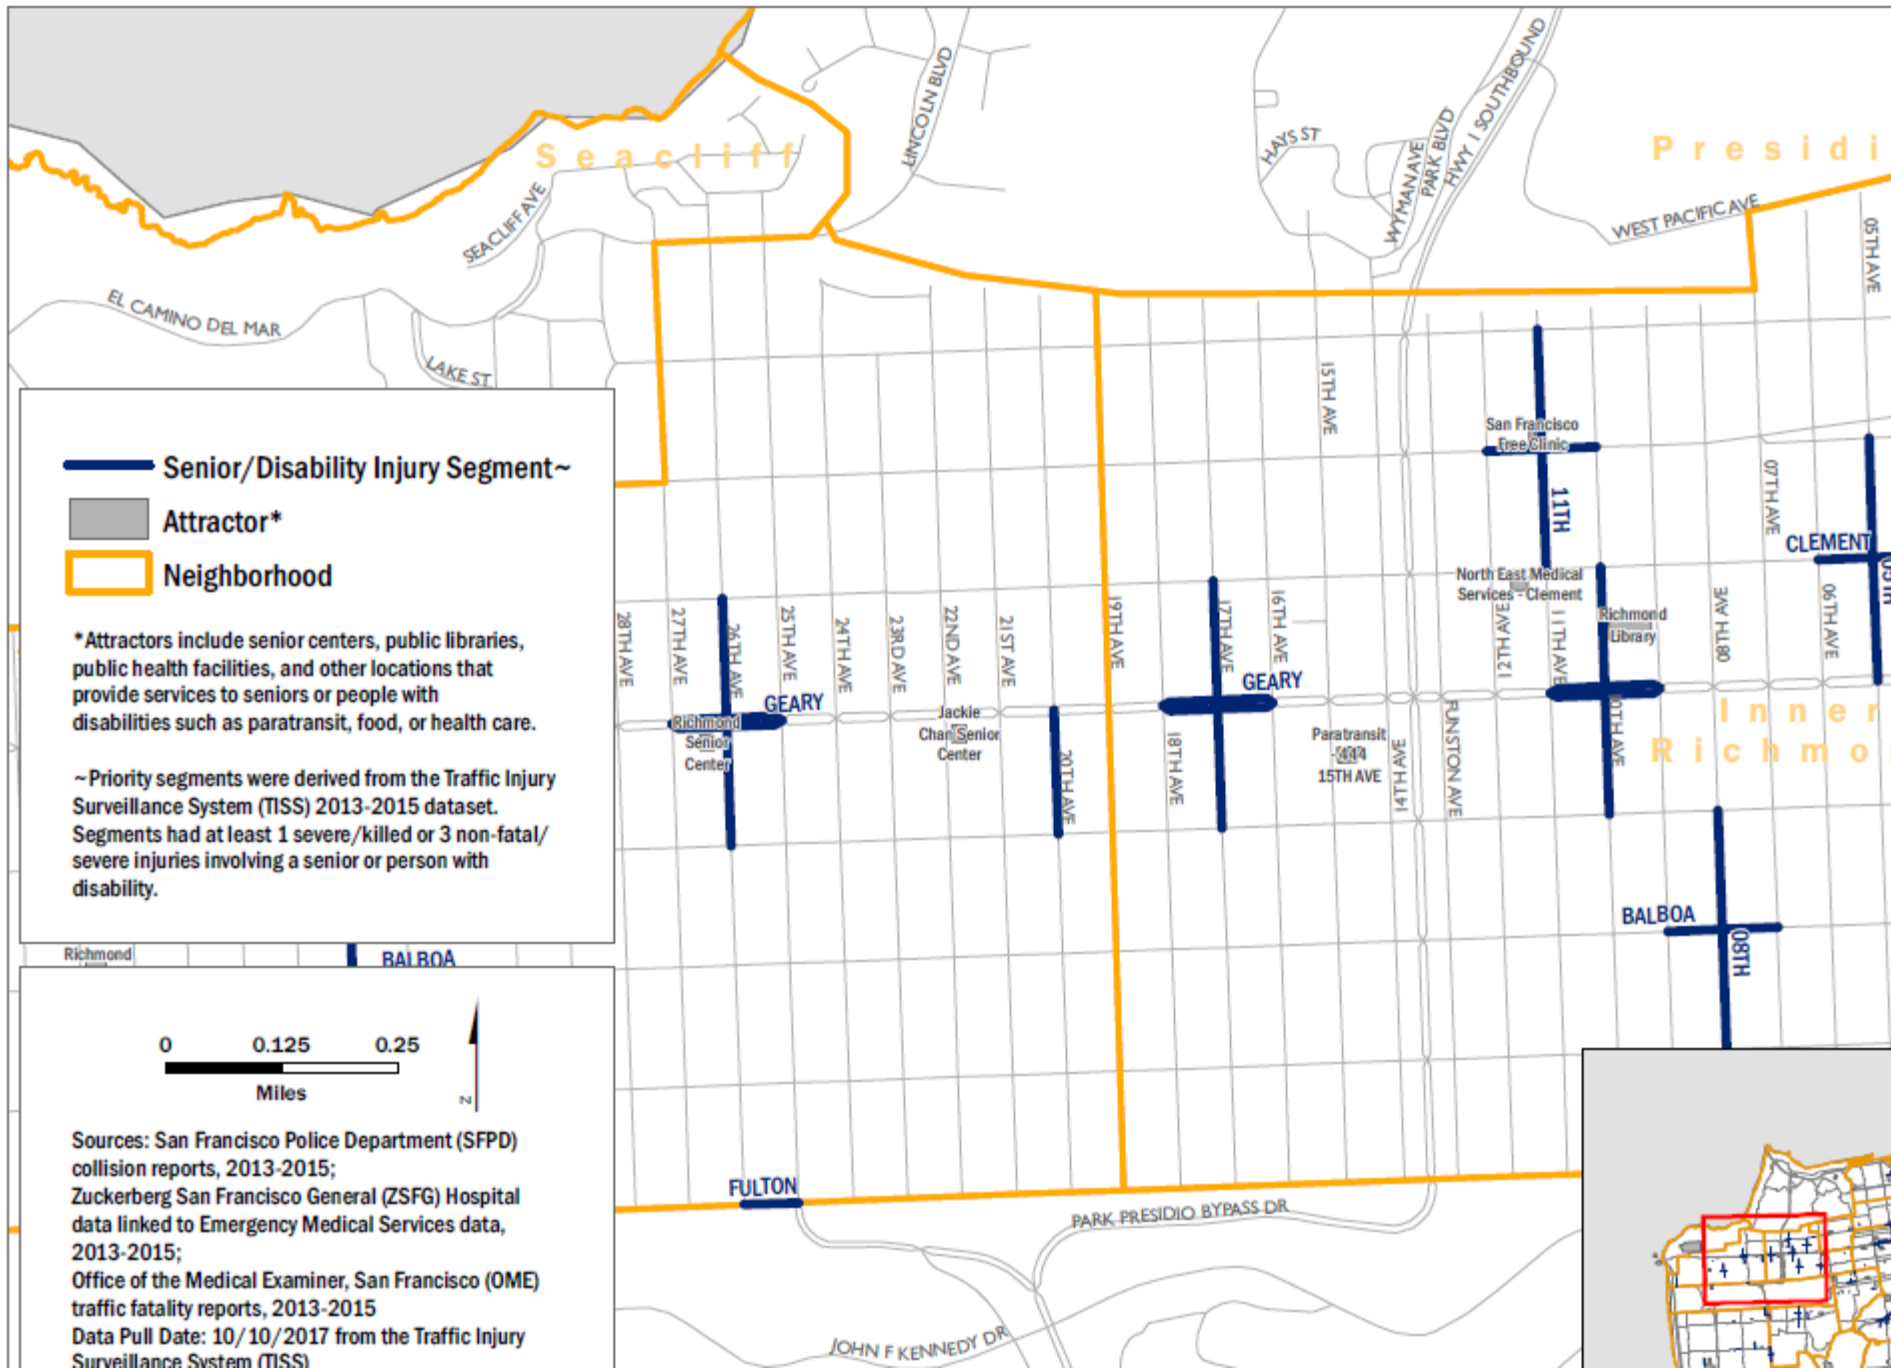 Seacliff
Presidi
LINCOLN BLVD
HAYS ST
WYMAN AVE
PARK BLVD
HWY 1 SOUTHBOUND
WEST PACIFIC AVE
05TH AVE
SEACLIFF AVE
EL CAMINO DEL MAR
LAKE ST
15TH AVE
San Francisco
Free Clinic
11TH
07TH AVE
CLEMENT
05TH
North East Medical
Services - Clement
Richmond
Library
28TH AVE
27TH AVE
26TH AVE
25TH AVE
24TH AVE
23RD AVE
22ND AVE
21ST AVE
19TH AVE
17TH AVE
16TH AVE
12TH AVE
11TH AVE
08TH AVE
06TH AVE
GEARY
GEARY
Richmond
Senior
Center
Jackie
Chan Senior
Center
20TH AVE
18TH AVE
Paratransit
- 444
15TH AVE
14TH AVE
FUNSTON AVE
10TH AVE
Inner
Richmo
BALBOA
08TH
FULTON
PARK PRESIDIO BYPASS DR
JOHN F KENNEDY DR
Senior/Disability Injury Segment~
Attractor*
Neighborhood
*Attractors include senior centers, public libraries,
public health facilities, and other locations that
provide services to seniors or people with
disabilities such as paratransit, food, or health care.
~Priority segments were derived from the Traffic Injury
Surveillance System (TISS) 2013-2015 dataset.
Segments had at least 1 severe/killed or 3 non-fatal/
severe injuries involving a senior or person with
disability.
Richmond
BALBOA
0 0.125 0.25
Miles
N
Sources: San Francisco Police Department (SFPD)
collision reports, 2013-2015;
Zuckerberg San Francisco General (ZSFG) Hospital
data linked to Emergency Medical Services data,
2013-2015;
Office of the Medical Examiner, San Francisco (OME)
traffic fatality reports, 2013-2015
Data Pull Date: 10/10/2017 from the Traffic Injury
Surveillance System (TISS)